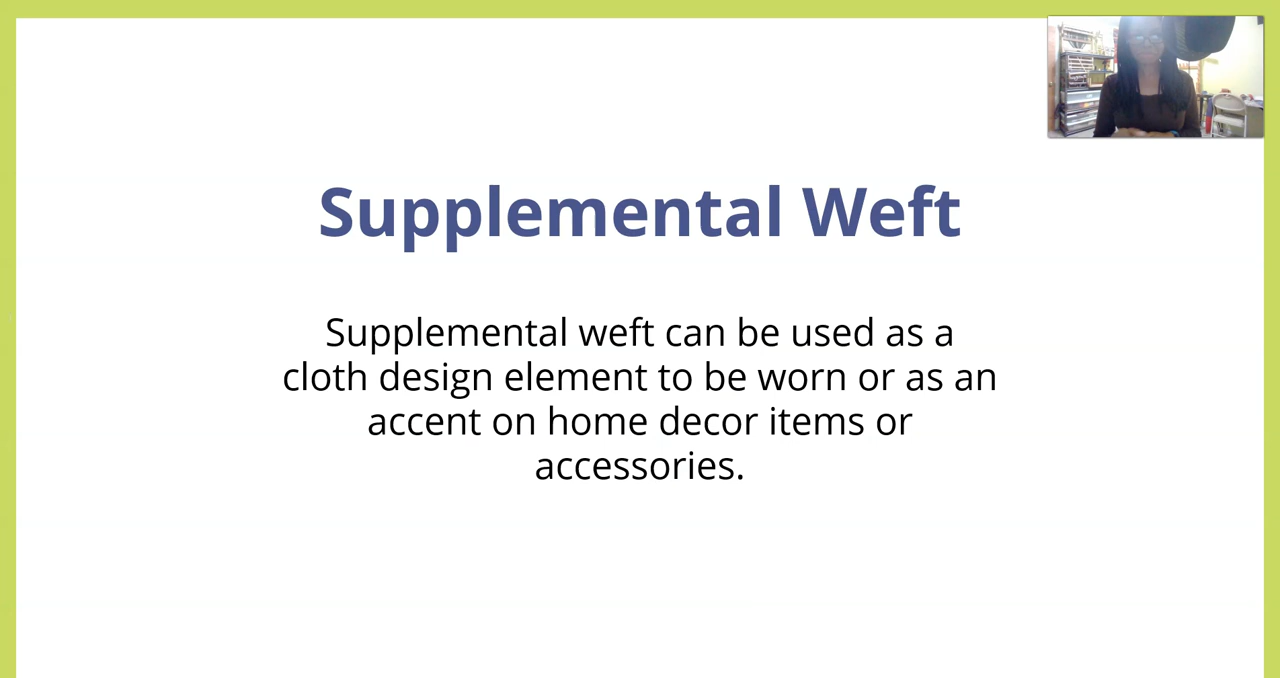 Supplemental Weft
Supplemental weft can be used as a
cloth design element to be worn or as an
accent on home decor items or
accessories.